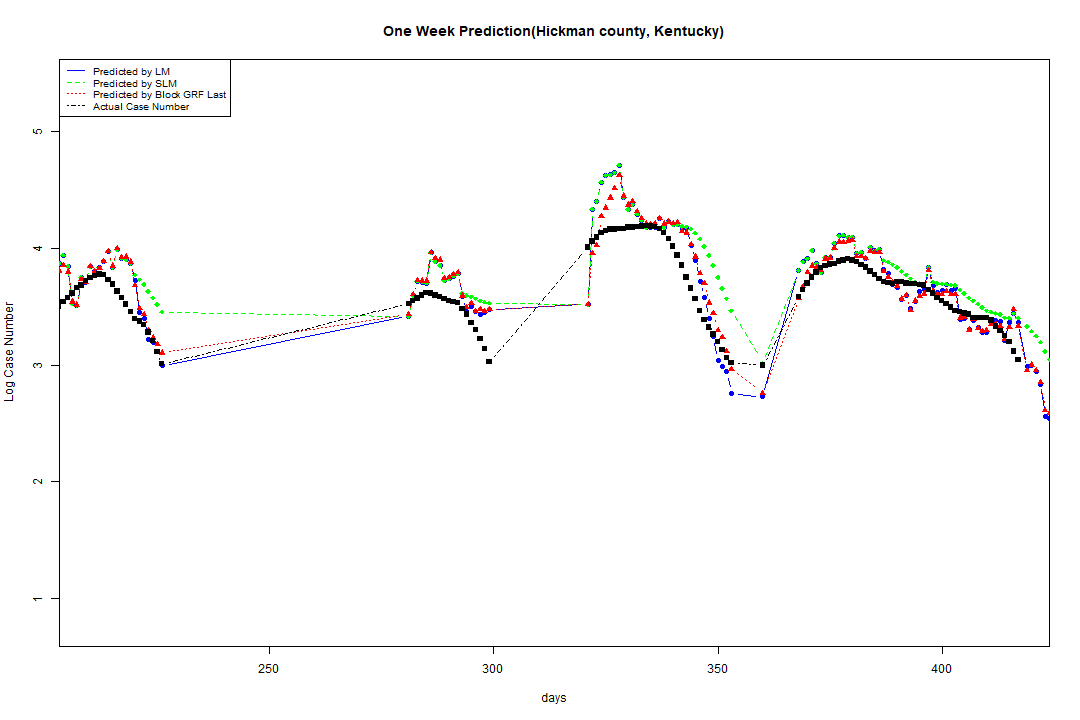 One Week Prediction(Hickman county, Kentucky)
Predicted by LM
Predicted by SLM
Predicted by Block GRF Last
Actual Case Number
5
4
3
2
1
Log Case Number
250 300 350 400
days